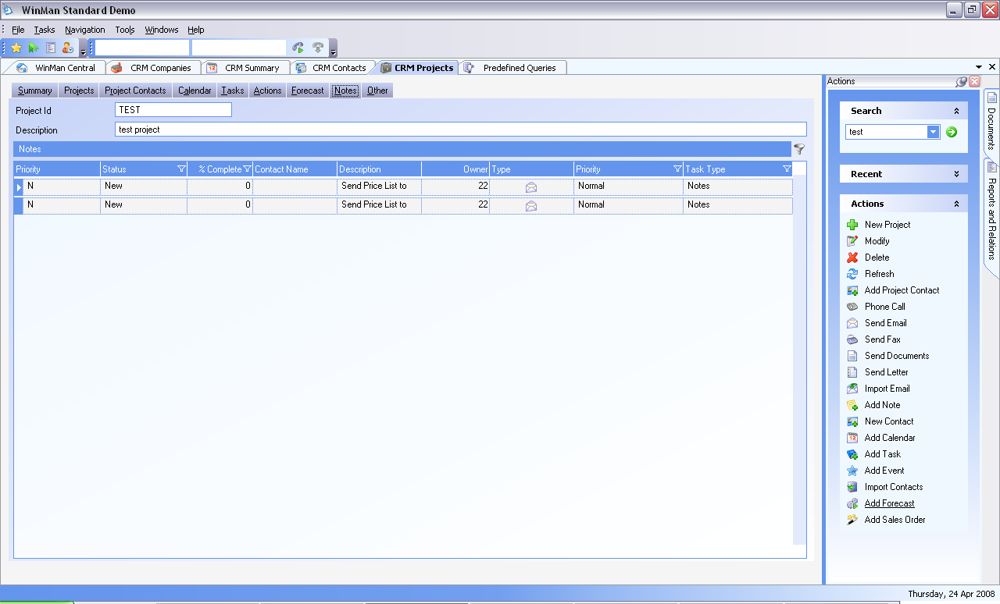 WinMan Standard Demo
File Tasks Navigation Tools Windows Help
WinMan Central CRM Companies 12 CRM Summary CRM Contacts CRM Projects Predefined Queries
Summary Projects Project Contacts Calendar Tasks Actions Forecast Notes Other
Project Id TEST
Description test project
Notes
Priority Status % Complete Contact Name Description Owner Type Priority Task Type
N New 0 Send Price List to 22 Normal Notes
N New 0 Send Price List to 22 Normal Notes
Actions
Search
test
Recent
Actions
New Project
Modify
Delete
Refresh
Add Project Contact
Phone Call
Send Email
Send Fax
Send Documents
Send Letter
Import Email
Add Note
New Contact
12 Add Calendar
Add Task
Add Event
Import Contacts
Add Forecast
Add Sales Order
Documents
Reports and Relations
Thursday, 24 Apr 2008